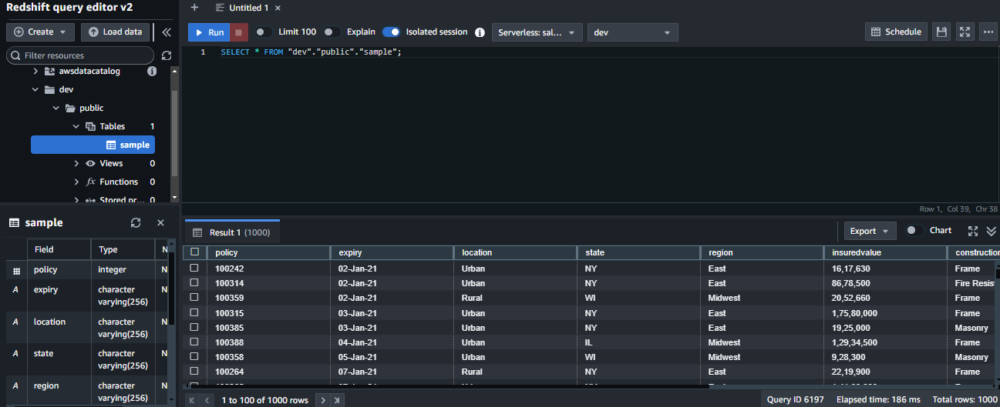 Redshift query editor v2
Create
Load data
Filter resources
awsdatacatalog
dev
public
Tables 1
sample
Views 0
fx Functions 0
Stored pr... 0
sample
Field Type N
policy integer N
A expiry character varying(256) N
A location character varying(256) N
A state character varying(256) N
A region character varying(256) N
+ Untitled 1 ×
Run Limit 100 Explain Isolated session Serverless: sal... dev Schedule
1 SELECT * FROM "dev"."public"."sample";
Row 1, Col 39, Chr 38
Result 1 (1000) Export Chart
policy expiry location state region insuredvalue construction
100242 02-Jan-21 Urban NY East 16,17,630 Frame
100314 02-Jan-21 Urban NY East 86,78,500 Fire Resis
100359 02-Jan-21 Rural WI Midwest 20,52,660 Frame
100315 03-Jan-21 Urban NY East 1,75,80,000 Frame
100385 03-Jan-21 Urban NY East 19,25,000 Masonry
100388 04-Jan-21 Urban IL Midwest 1,29,34,500 Frame
100358 05-Jan-21 Urban WI Midwest 9,28,300 Masonry
100264 07-Jan-21 Rural NY East 22,19,900 Frame
1 to 100 of 1000 rows
Query ID 6197 Elapsed time: 186 ms Total rows: 1000